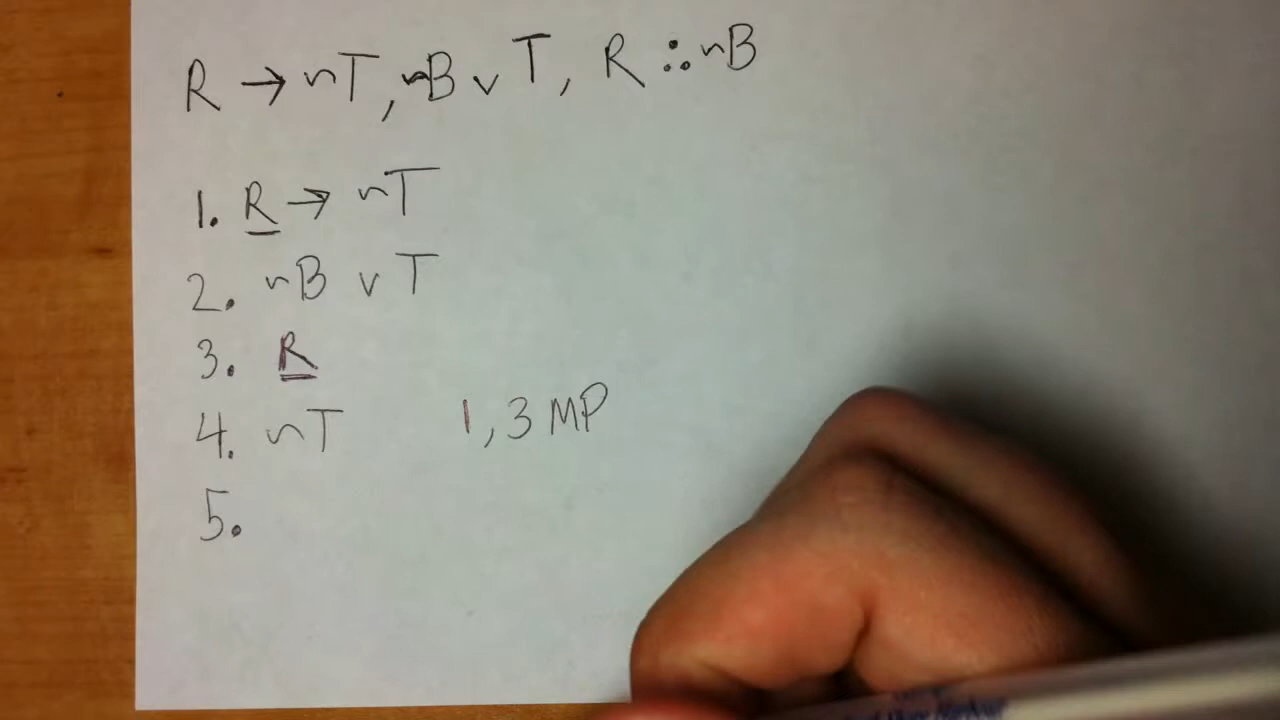 R → ~T, ~B v T, R ∴ ~B
1. R → ~T
2. ~B v T
3. R
4. ~T 1,3 MP
5.